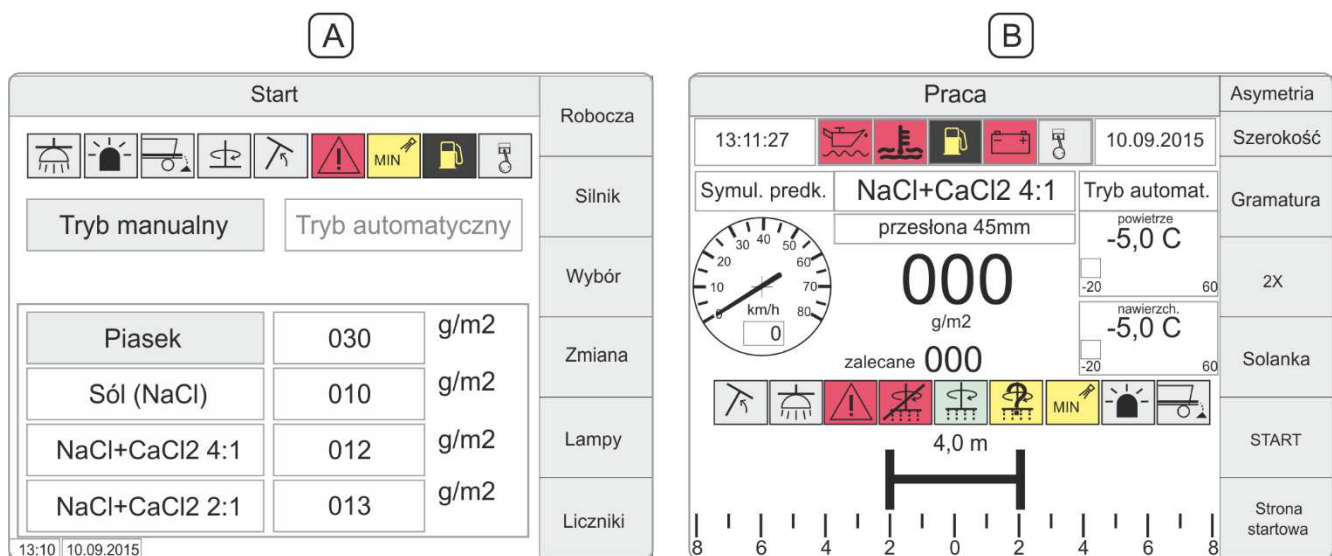 A
Start
MIN
Tryb manualny
Tryb automatyczny
Piasek 030 g/m2
Sól (NaCl) 010 g/m2
NaCl+CaCl2 4:1 012 g/m2
NaCl+CaCl2 2:1 013 g/m2
13:10 10.09.2015
Robocza
Silnik
Wybór
Zmiana
Lampy
Liczniki
B
Praca
13:11:27
10.09.2015
Symul. predk.
NaCl+CaCl2 4:1
Tryb automat.
przesłona 45mm
0 10 20 30 40 50 60 70 80
km/h
0
000
g/m2
zalecane 000
powietrze
-5,0 C
-20 60
nawierzch.
-5,0 C
-20 60
MIN
4,0 m
8 6 4 2 0 2 4 6 8
Asymetria
Szerokość
Gramatura
2X
Solanka
START
Strona
startowa